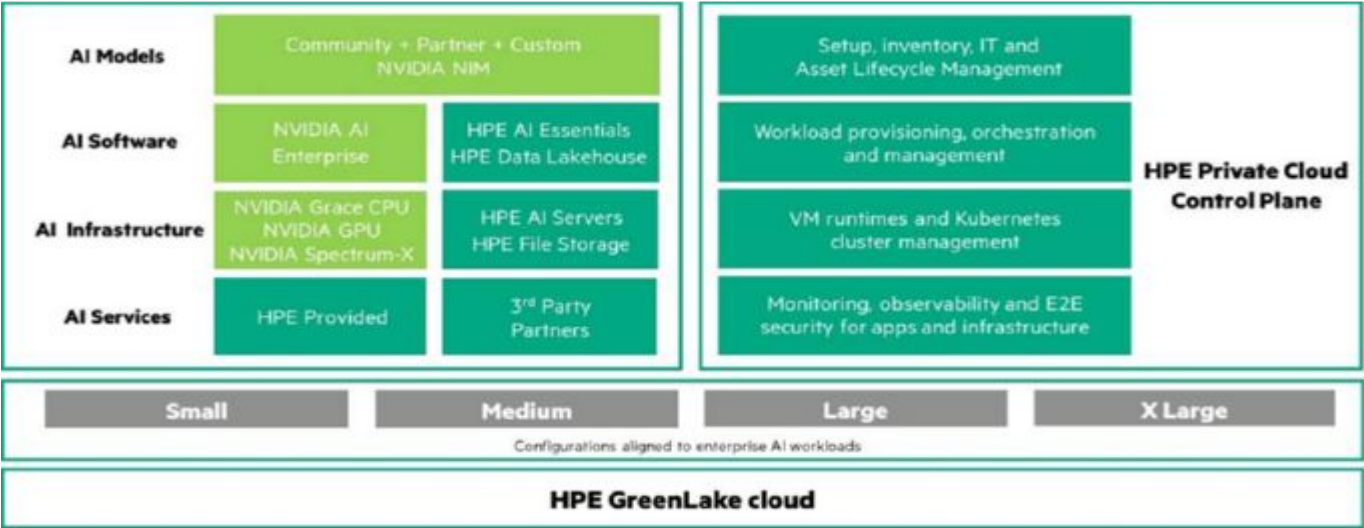 AI Models
Community + Partner + Custom
NVIDIA NIM
AI Software
NVIDIA AI
Enterprise
HPE AI Essentials
HPE Data Lakehouse
AI Infrastructure
NVIDIA Grace CPU
NVIDIA GPU
NVIDIA Spectrum-X
HPE AI Servers
HPE File Storage
AI Services
HPE Provided
3rd Party
Partners
Setup, inventory, IT and
Asset Lifecycle Management
Workload provisioning, orchestration
and management
VM runtimes and Kubernetes
cluster management
Monitoring, observability and E2E
security for apps and infrastructure
HPE Private Cloud
Control Plane
Small
Medium
Large
X Large
Configurations aligned to enterprise AI workloads
HPE GreenLake cloud